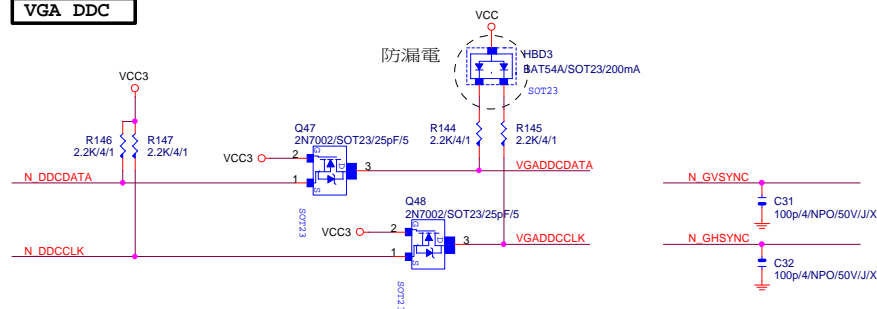 VGA DDC
VCC
防漏電
HBD3
BAT54A/SOT23/200mA
SOT23
VCC3
R146
2.2K/4/1
R147
2.2K/4/1
Q47
2N7002/SOT23/25pF/5
R144
2.2K/4/1
R145
2.2K/4/1
VCC3
2
G
D
S
3
1
N_DDCDATA
VGADDCDATA
N_GVSYNC
SOT23
C31
100p/4/NPO/50V/J/X
Q48
2N7002/SOT23/25pF/5
VCC3
2
G
D
S
3
1
N_DDCCLK
VGADDCCLK
N_GHSYNC
SOT23
C32
100p/4/NPO/50V/J/X